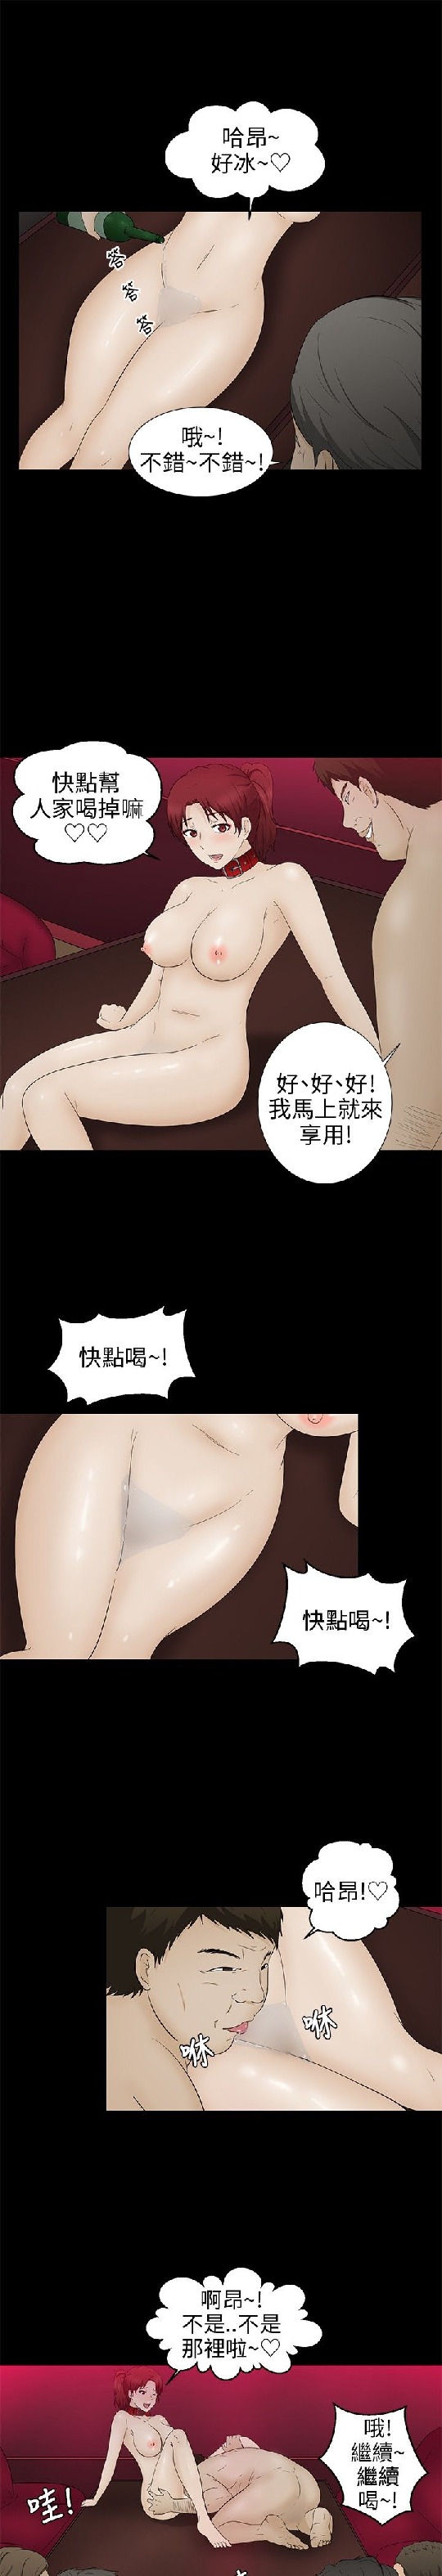 哈昂~
好冰~♡
答
答
答
哦~!
不錯~不錯~!
快點幫
人家喝掉嘛
♡♡
好、好、好!
我馬上就來
享用!
快點喝~!
快點喝~!
哈昂!♡
咻
咻
啊昂~!
不是..不是
那裡啦~♡
哦!
繼續~
繼續
喝~!
哇!